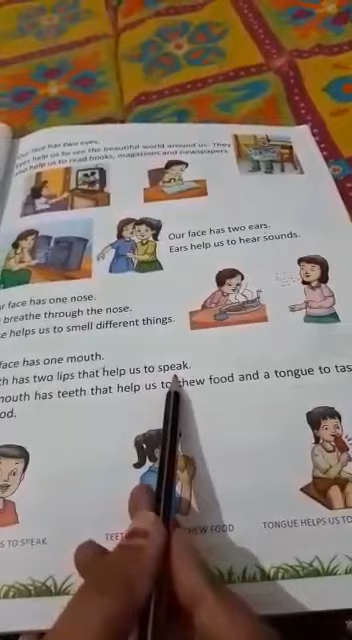 Our face has two eyes.
Eyes help us to see the beautiful world around us. They
also help us to read books, magazines and newspapers.
Our face has two ears.
Ears help us to hear sounds.
face has one nose.
breathe through the nose.
helps us to smell different things.
face has one mouth.
has two lips that help us to speak.
mouth has teeth that help us to chew food and a tongue to
S TO SPEAK
CHEW FOOD
TONGUE HELPS US TO